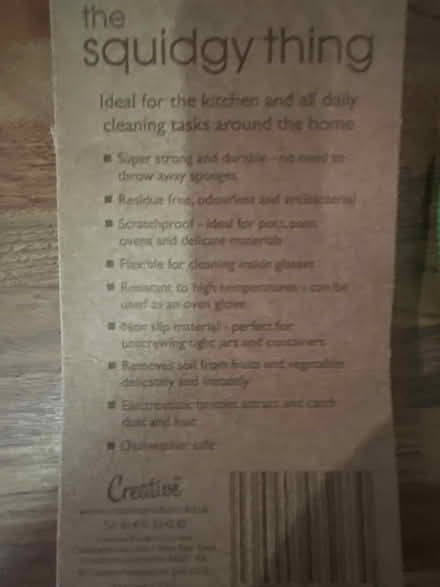 the
squidgy thing
Ideal for the kitchen and all daily
cleaning tasks around the home
■ Super strong and durable - no need to
throw away sponges
■ Residue free, odourless and antibacterial
■ Scratchproof - ideal for pots, pans,
ovens and delicate materials
■ Flexible for cleaning inside glasses
■ Resistant to high temperatures - can be
used as an oven glove
■ Non slip material - perfect for
unscrewing tight jars and containers
■ Removes soil from fruits and vegetables
delicately and instantly
■ Electrostatic bristles attract and catch
dust and hair
■ Dishwasher safe
Creative